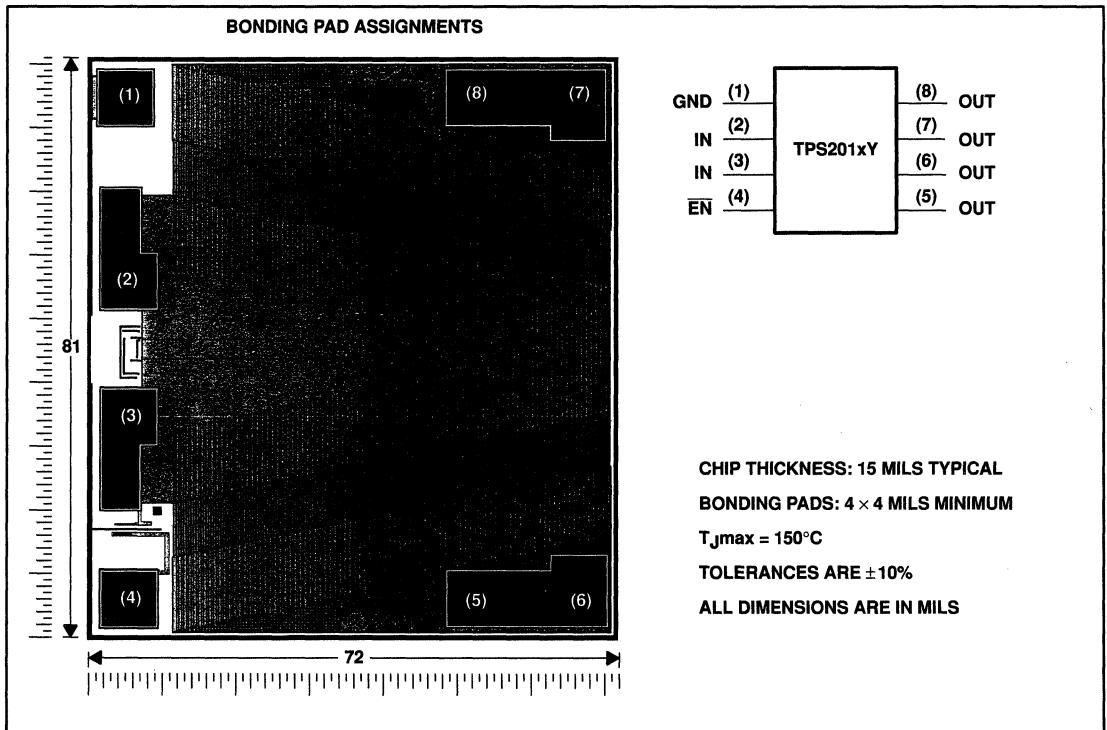 BONDING PAD ASSIGNMENTS
(1)
(8)
(7)
(2)
(3)
(4)
(5)
(6)
81
72
GND (1)
IN (2)
IN (3)
EN (4)
TPS201xY
(8) OUT
(7) OUT
(6) OUT
(5) OUT
CHIP THICKNESS: 15 MILS TYPICAL
BONDING PADS: 4 × 4 MILS MINIMUM
TJmax = 150°C
TOLERANCES ARE ±10%
ALL DIMENSIONS ARE IN MILS